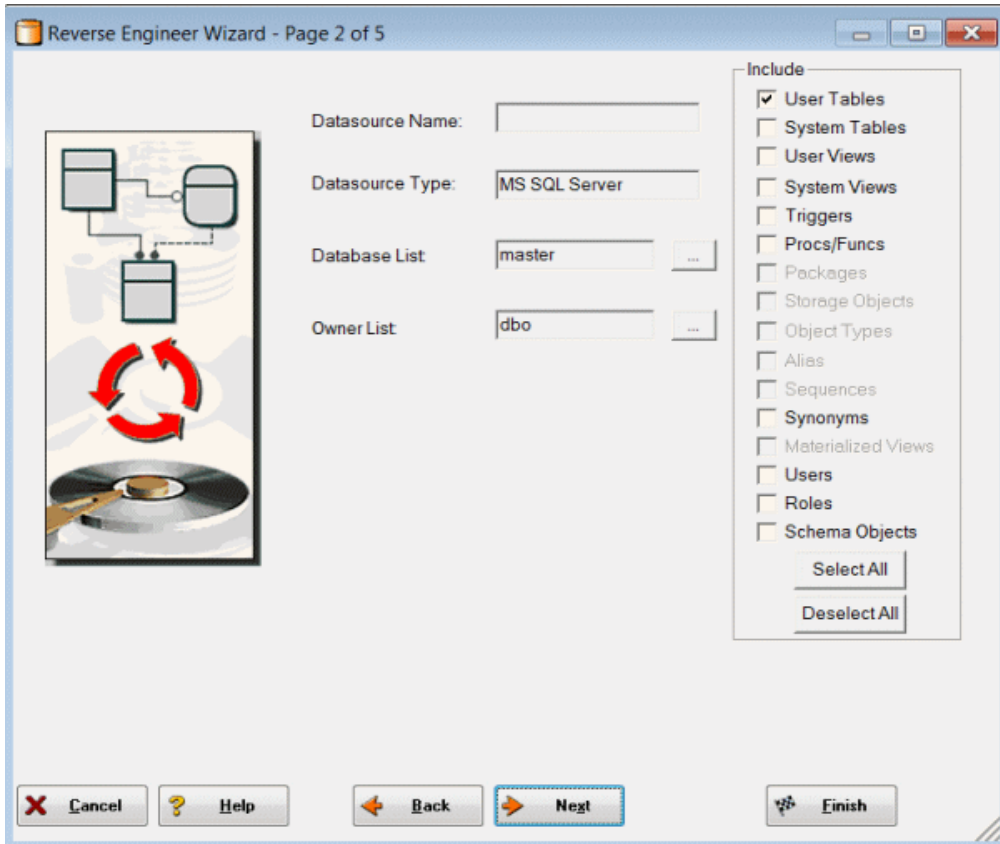 Reverse Engineer Wizard - Page 2 of 5
Datasource Name:
Datasource Type:
MS SQL Server
Database List:
master
...
Owner List:
dbo
...
Include
User Tables
System Tables
User Views
System Views
Triggers
Procs/Funcs
Packages
Storage Objects
Object Types
Alias
Sequences
Synonyms
Materialized Views
Users
Roles
Schema Objects
Select All
Deselect All
Cancel
Help
Back
Next
Finish